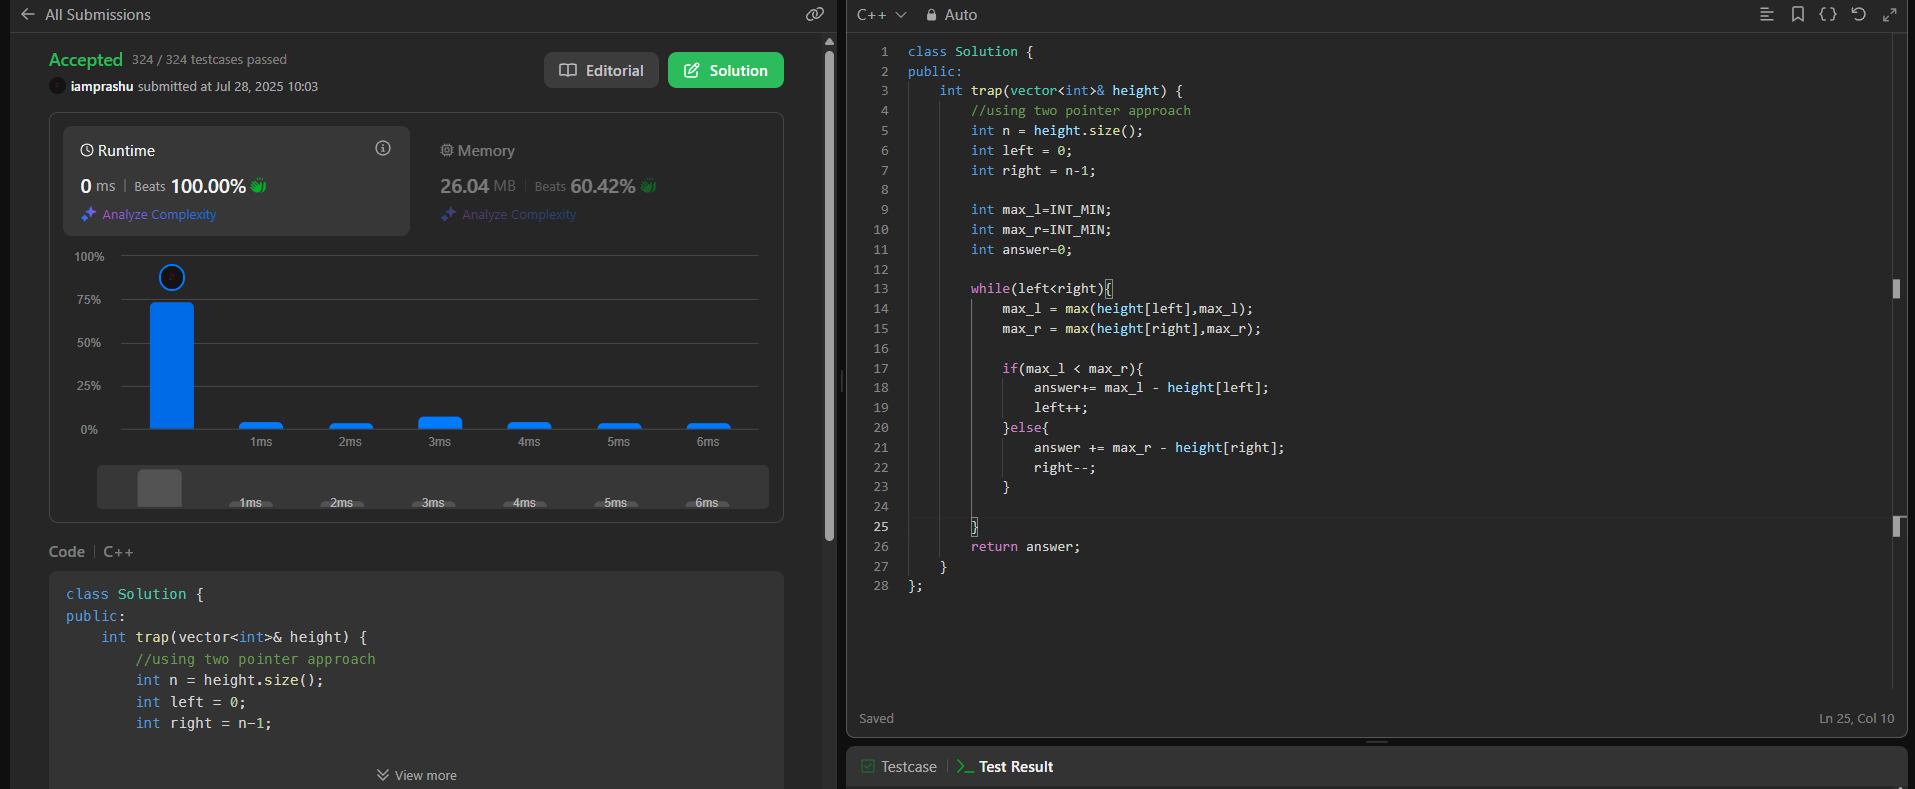 All Submissions
Accepted 324 / 324 testcases passed
iamprashu submitted at Jul 28, 2025 10:03
Editorial
Solution
Runtime
0 ms | Beats 100.00%
Analyze Complexity
Memory
26.04 MB | Beats 60.42%
Analyze Complexity
100%
75%
50%
25%
0%
1ms 2ms 3ms 4ms 5ms 6ms
1ms 2ms 3ms 4ms 5ms 6ms
Code | C++
class Solution {
public:
    int trap(vector<int>& height) {
        //using two pointer approach
        int n = height.size();
        int left = 0;
        int right = n-1;
View more
C++ Auto
1 class Solution {
2 public:
3     int trap(vector<int>& height) {
4         //using two pointer approach
5         int n = height.size();
6         int left = 0;
7         int right = n-1;
8
9         int max_l=INT_MIN;
10         int max_r=INT_MIN;
11         int answer=0;
12
13         while(left<right){
14             max_l = max(height[left],max_l);
15             max_r = max(height[right],max_r);
16
17             if(max_l < max_r){
18                 answer+= max_l - height[left];
19                 left++;
20             }else{
21                 answer += max_r - height[right];
22                 right--;
23             }
24
25         }
26         return answer;
27     }
28 };
Saved
Ln 25, Col 10
Testcase | Test Result